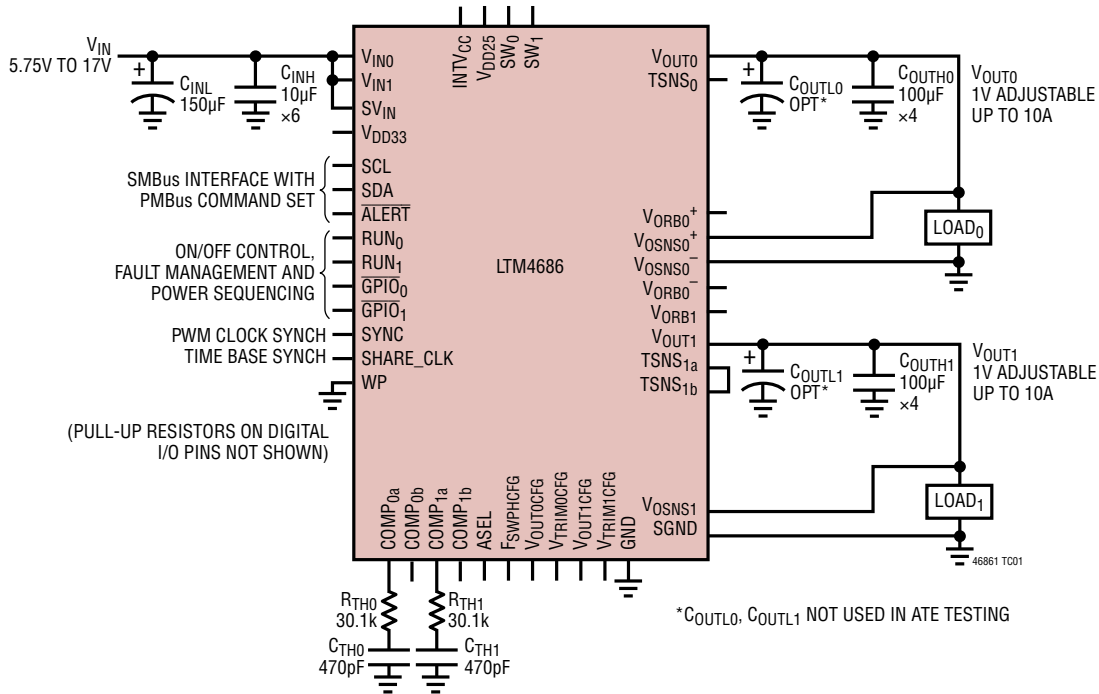 VIN
5.75V TO 17V
+
CINL
150µF
CINH
10µF
×6
INTVCC
VDD25
SW0
SW1
VIN0
VIN1
SVIN
VDD33
SMBus INTERFACE WITH
PMBus COMMAND SET
SCL
SDA
ALERT
ON/OFF CONTROL,
FAULT MANAGEMENT AND
POWER SEQUENCING
RUN0
RUN1
GPIO0
GPIO1
PWM CLOCK SYNCH
SYNC
TIME BASE SYNCH
SHARE_CLK
WP
(PULL-UP RESISTORS ON DIGITAL
I/O PINS NOT SHOWN)
LTM4686
VOUT0
TSNS0
VORB0+
VOSNS0+
VOSNS0–
VORB0–
VORB1
VOUT1
TSNS1a
TSNS1b
VOSNS1
SGND
+
COUTL0
OPT*
COUTH0
100µF
×4
VOUT0
1V ADJUSTABLE
UP TO 10A
LOAD0
+
COUTL1
OPT*
COUTH1
100µF
×4
VOUT1
1V ADJUSTABLE
UP TO 10A
LOAD1
46861 TC01
COMP0a
COMP0b
COMP1a
COMP1b
ASEL
FSWPHCFG
VOUT0CFG
VTRIM0CFG
VOUT1CFG
VTRIM1CFG
GND
RTH0
30.1k
RTH1
30.1k
CTH0
470pF
CTH1
470pF
*COUTL0, COUTL1 NOT USED IN ATE TESTING